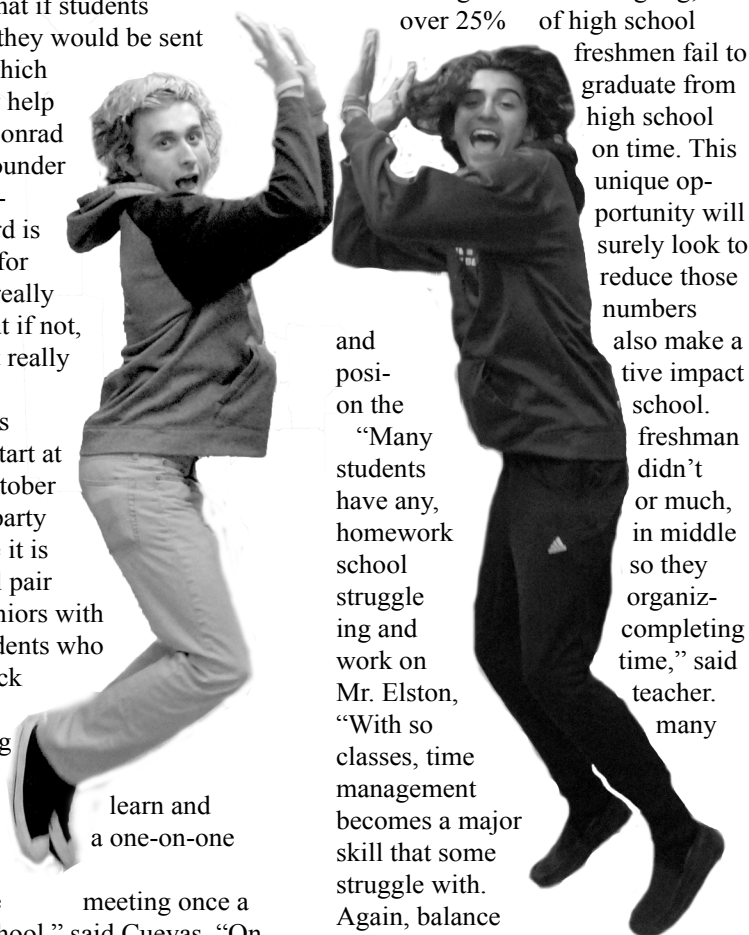 hat if students
they would be sent
hich
help
onrad
ounder
-
d is
for
eally
t if not,
really
s
tart at
tober
party
it is
pair
niors with
dents who
ck
g
learn and
a one-on-one
meeting once a
hool,” said Cuevas. “On
over 25% of high school
freshmen fail to
graduate from
high school
on time. This
unique op-
portunity will
surely look to
reduce those
numbers
and also make a
posi- tive impact
on the school.
“Many freshman
students didn’t
have any, or much,
homework in middle
school so they
struggle organiz-
ing and completing
work on time,” said
Mr. Elston, teacher.
“With so many
classes, time
management
becomes a major
skill that some
struggle with.
Again, balance